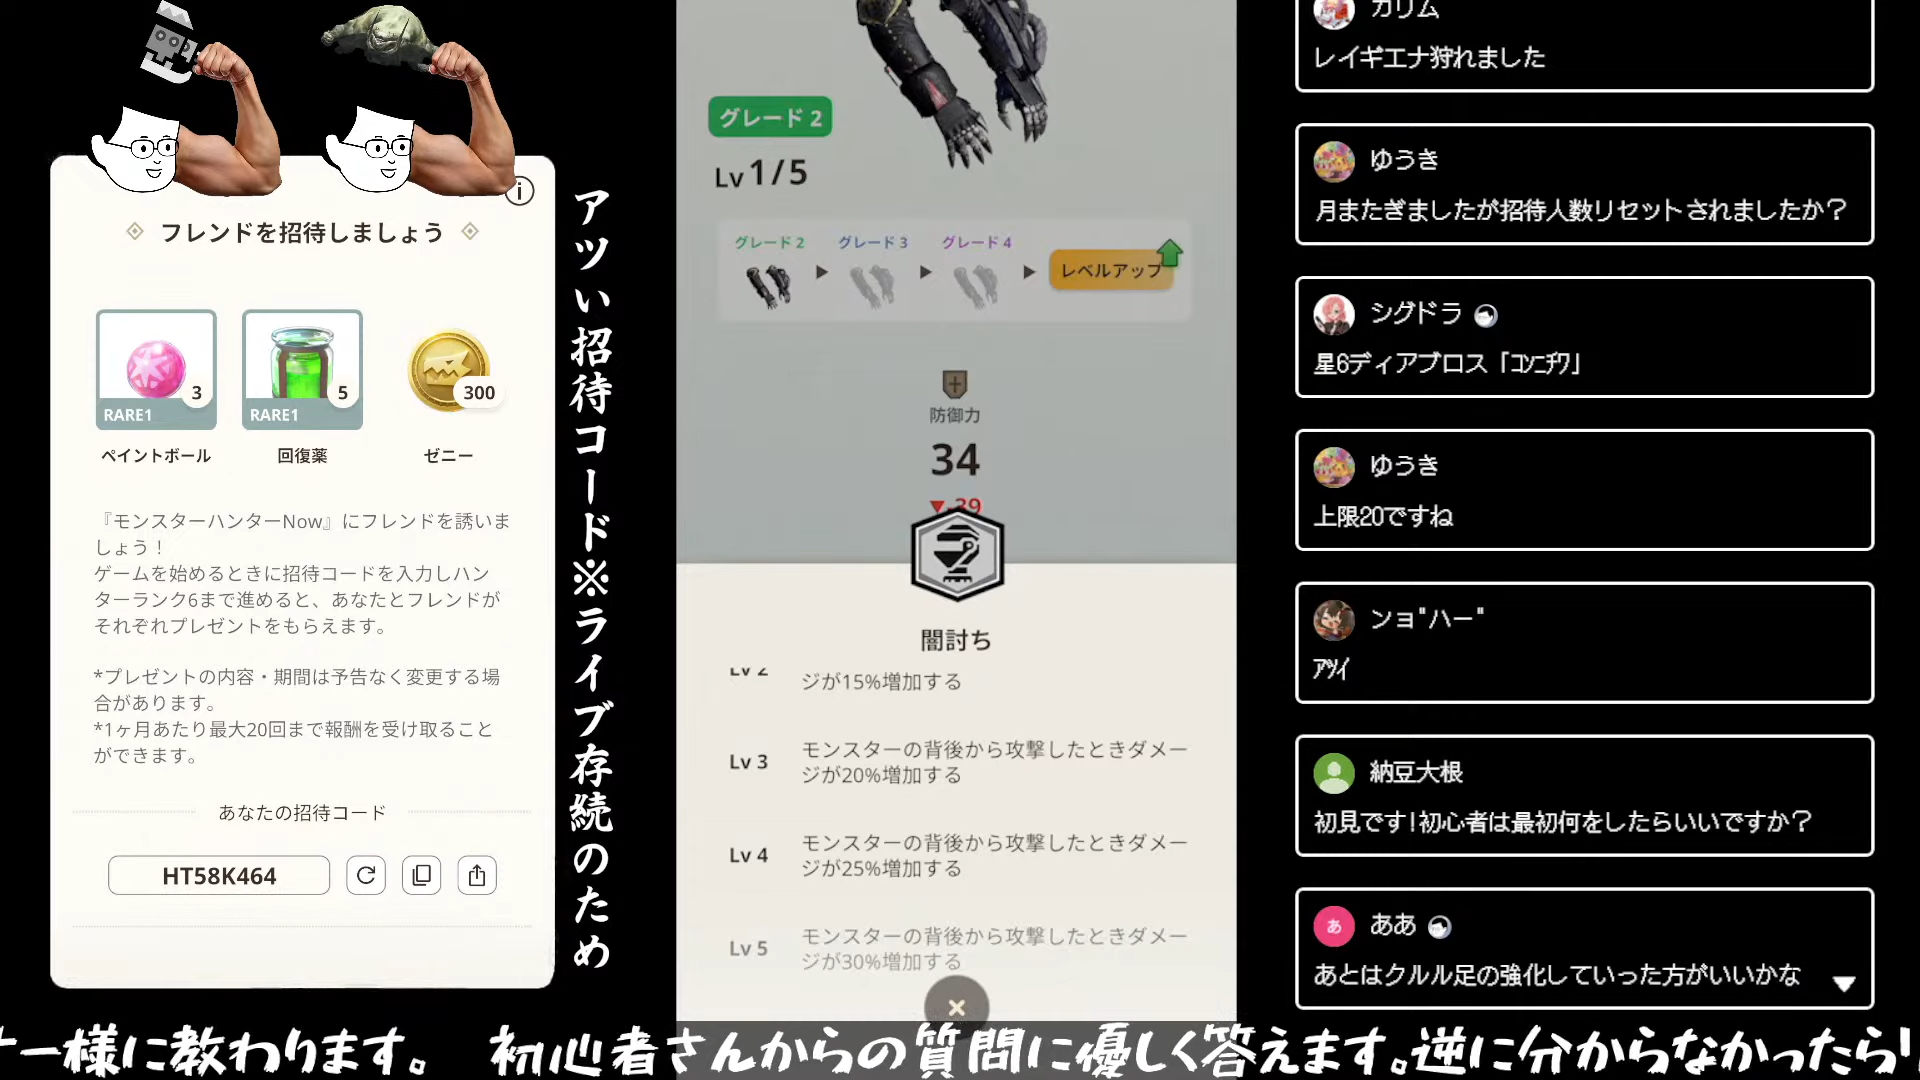 フレンドを招待しましょう
3
RARE1
ペイントボール
5
RARE1
回復薬
300
ゼニー
『モンスターハンターNow』にフレンドを誘いま
しょう！
ゲームを始めるときに招待コードを入力しハン
ターランク6まで進めると、あなたとフレンドが
それぞれプレゼントをもらえます。
*プレゼントの内容・期間は予告なく変更する場
合があります。
*1ヶ月あたり最大20回まで報酬を受け取ること
ができます。
あなたの招待コード
HT58K464
アツい招待コード※ライブ存続のため
グレード 2
Lv 1/5
グレード 2
グレード 3
グレード 4
レベルアップ
防御力
34
▼-39
闇討ち
Lv 2
ジが15%増加する
Lv 3
モンスターの背後から攻撃したときダメー
ジが20%増加する
Lv 4
モンスターの背後から攻撃したときダメー
ジが25%増加する
Lv 5
モンスターの背後から攻撃したときダメー
ジが30%増加する
ガリム
レイギエナ狩れました
ゆうき
月またぎましたが招待人数リセットされましたか？
シグドラ
星6ディアブロス「ｺﾝﾆﾁﾜ」
ゆうき
上限20ですね
ンョ"ハー"
ｱﾂｲ
納豆大根
初見です！初心者は最初何をしたらいいですか？
あ
ああ
あとはクルル足の強化していった方がいいかな
ナー様に教わります。　初心者さんからの質問に優しく答えます。逆に分からなかったら